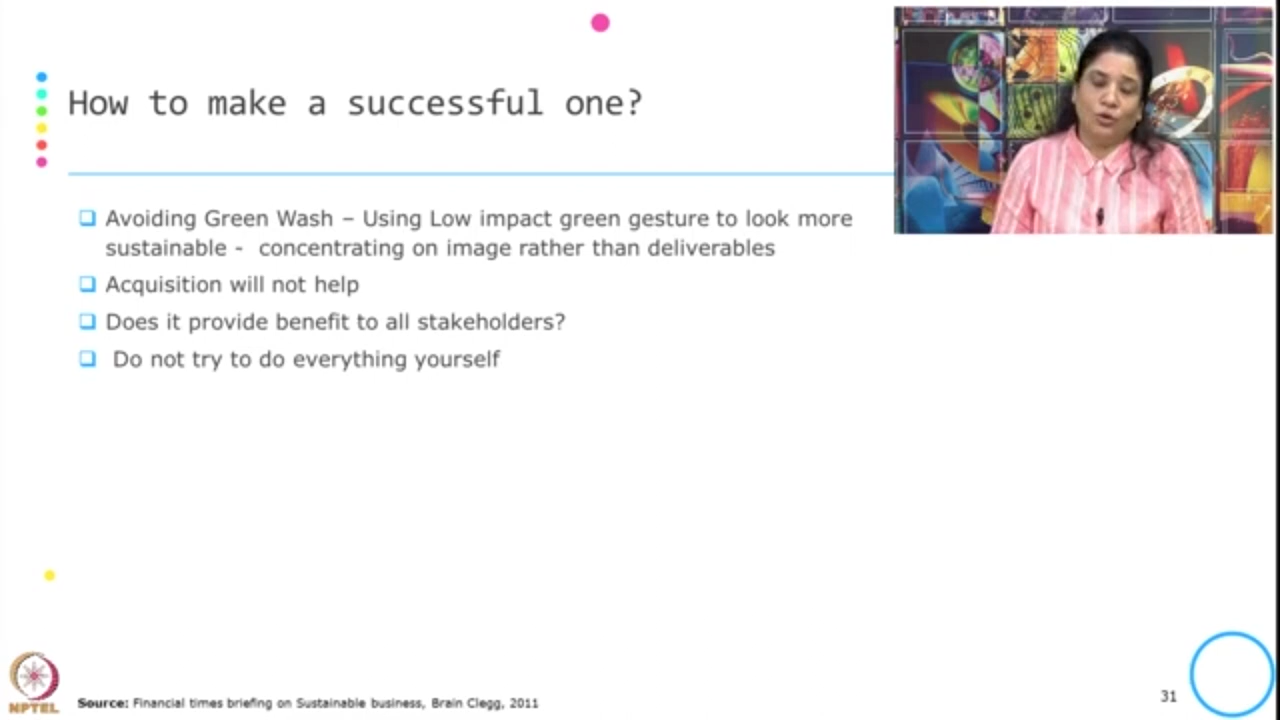 How to make a successful one?
Avoiding Green Wash – Using Low impact green gesture to look more
sustainable - concentrating on image rather than deliverables
Acquisition will not help
Does it provide benefit to all stakeholders?
Do not try to do everything yourself
NPTEL
Source: Financial times briefing on Sustainable business, Brain Clegg, 2011
31